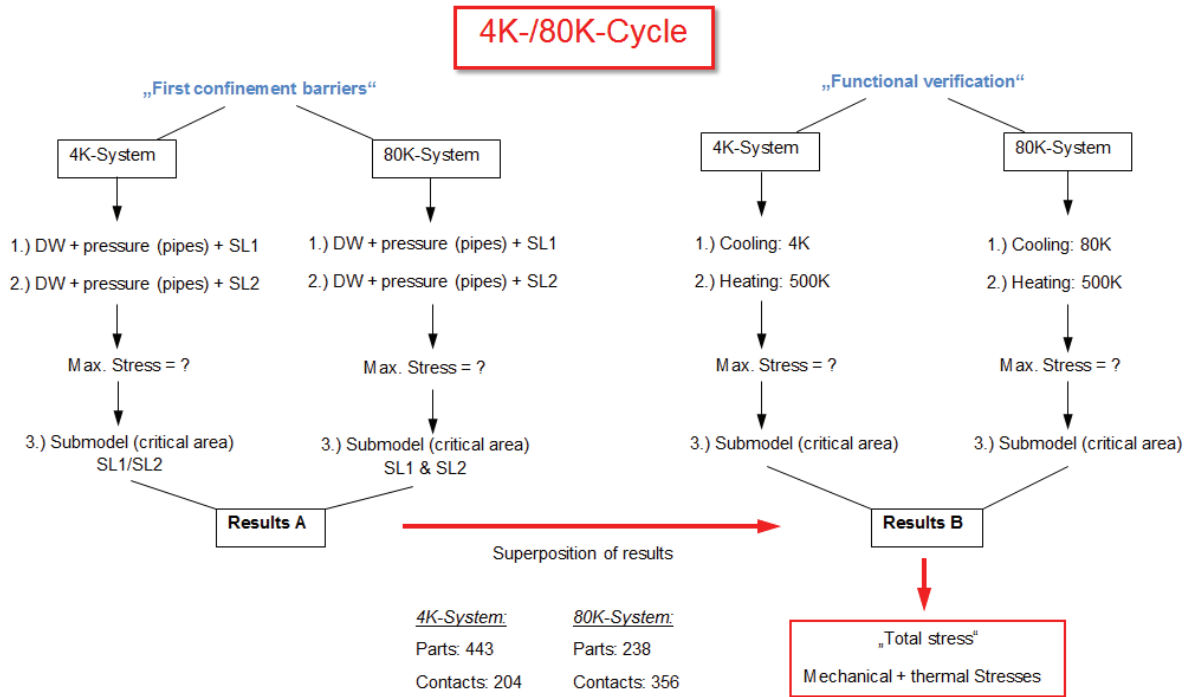 4K-/80K-Cycle
„First confinement barriers“
4K-System
1.) DW + pressure (pipes) + SL1
2.) DW + pressure (pipes) + SL2
Max. Stress = ?
3.) Submodel (critical area)
SL1/SL2
80K-System
1.) DW + pressure (pipes) + SL1
2.) DW + pressure (pipes) + SL2
Max. Stress = ?
3.) Submodel (critical area)
SL1 & SL2
Results A
„Functional verification“
4K-System
1.) Cooling: 4K
2.) Heating: 500K
Max. Stress = ?
3.) Submodel (critical area)
80K-System
1.) Cooling: 80K
2.) Heating: 500K
Max. Stress = ?
3.) Submodel (critical area)
Results B
Superposition of results
4K-System:
Parts: 443
Contacts: 204
80K-System:
Parts: 238
Contacts: 356
„Total stress“
Mechanical + thermal Stresses